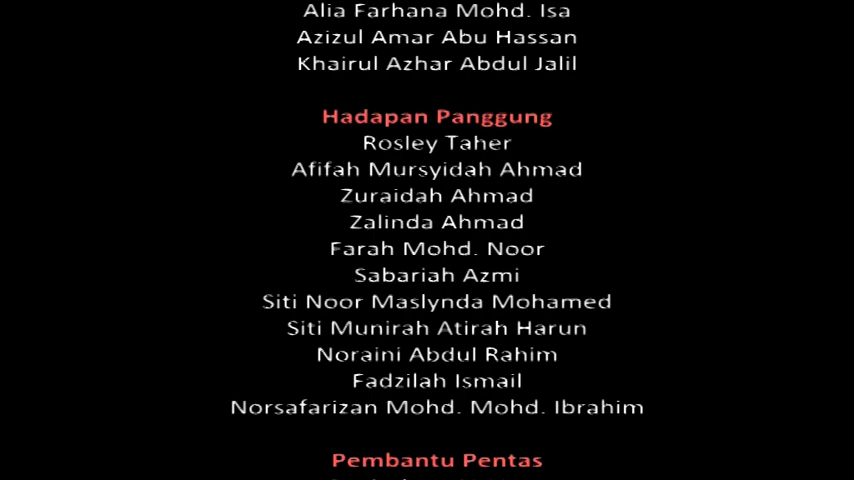 Alia Farhana Mohd. Isa
Azizul Amar Abu Hassan
Khairul Azhar Abdul Jalil
Hadapan Panggung
Rosley Taher
Afifah Mursyidah Ahmad
Zuraidah Ahmad
Zalinda Ahmad
Farah Mohd. Noor
Sabariah Azmi
Siti Noor Maslynda Mohamed
Siti Munirah Atirah Harun
Noraini Abdul Rahim
Fadzilah Ismail
Norsafarizan Mohd. Mohd. Ibrahim
Pembantu Pentas